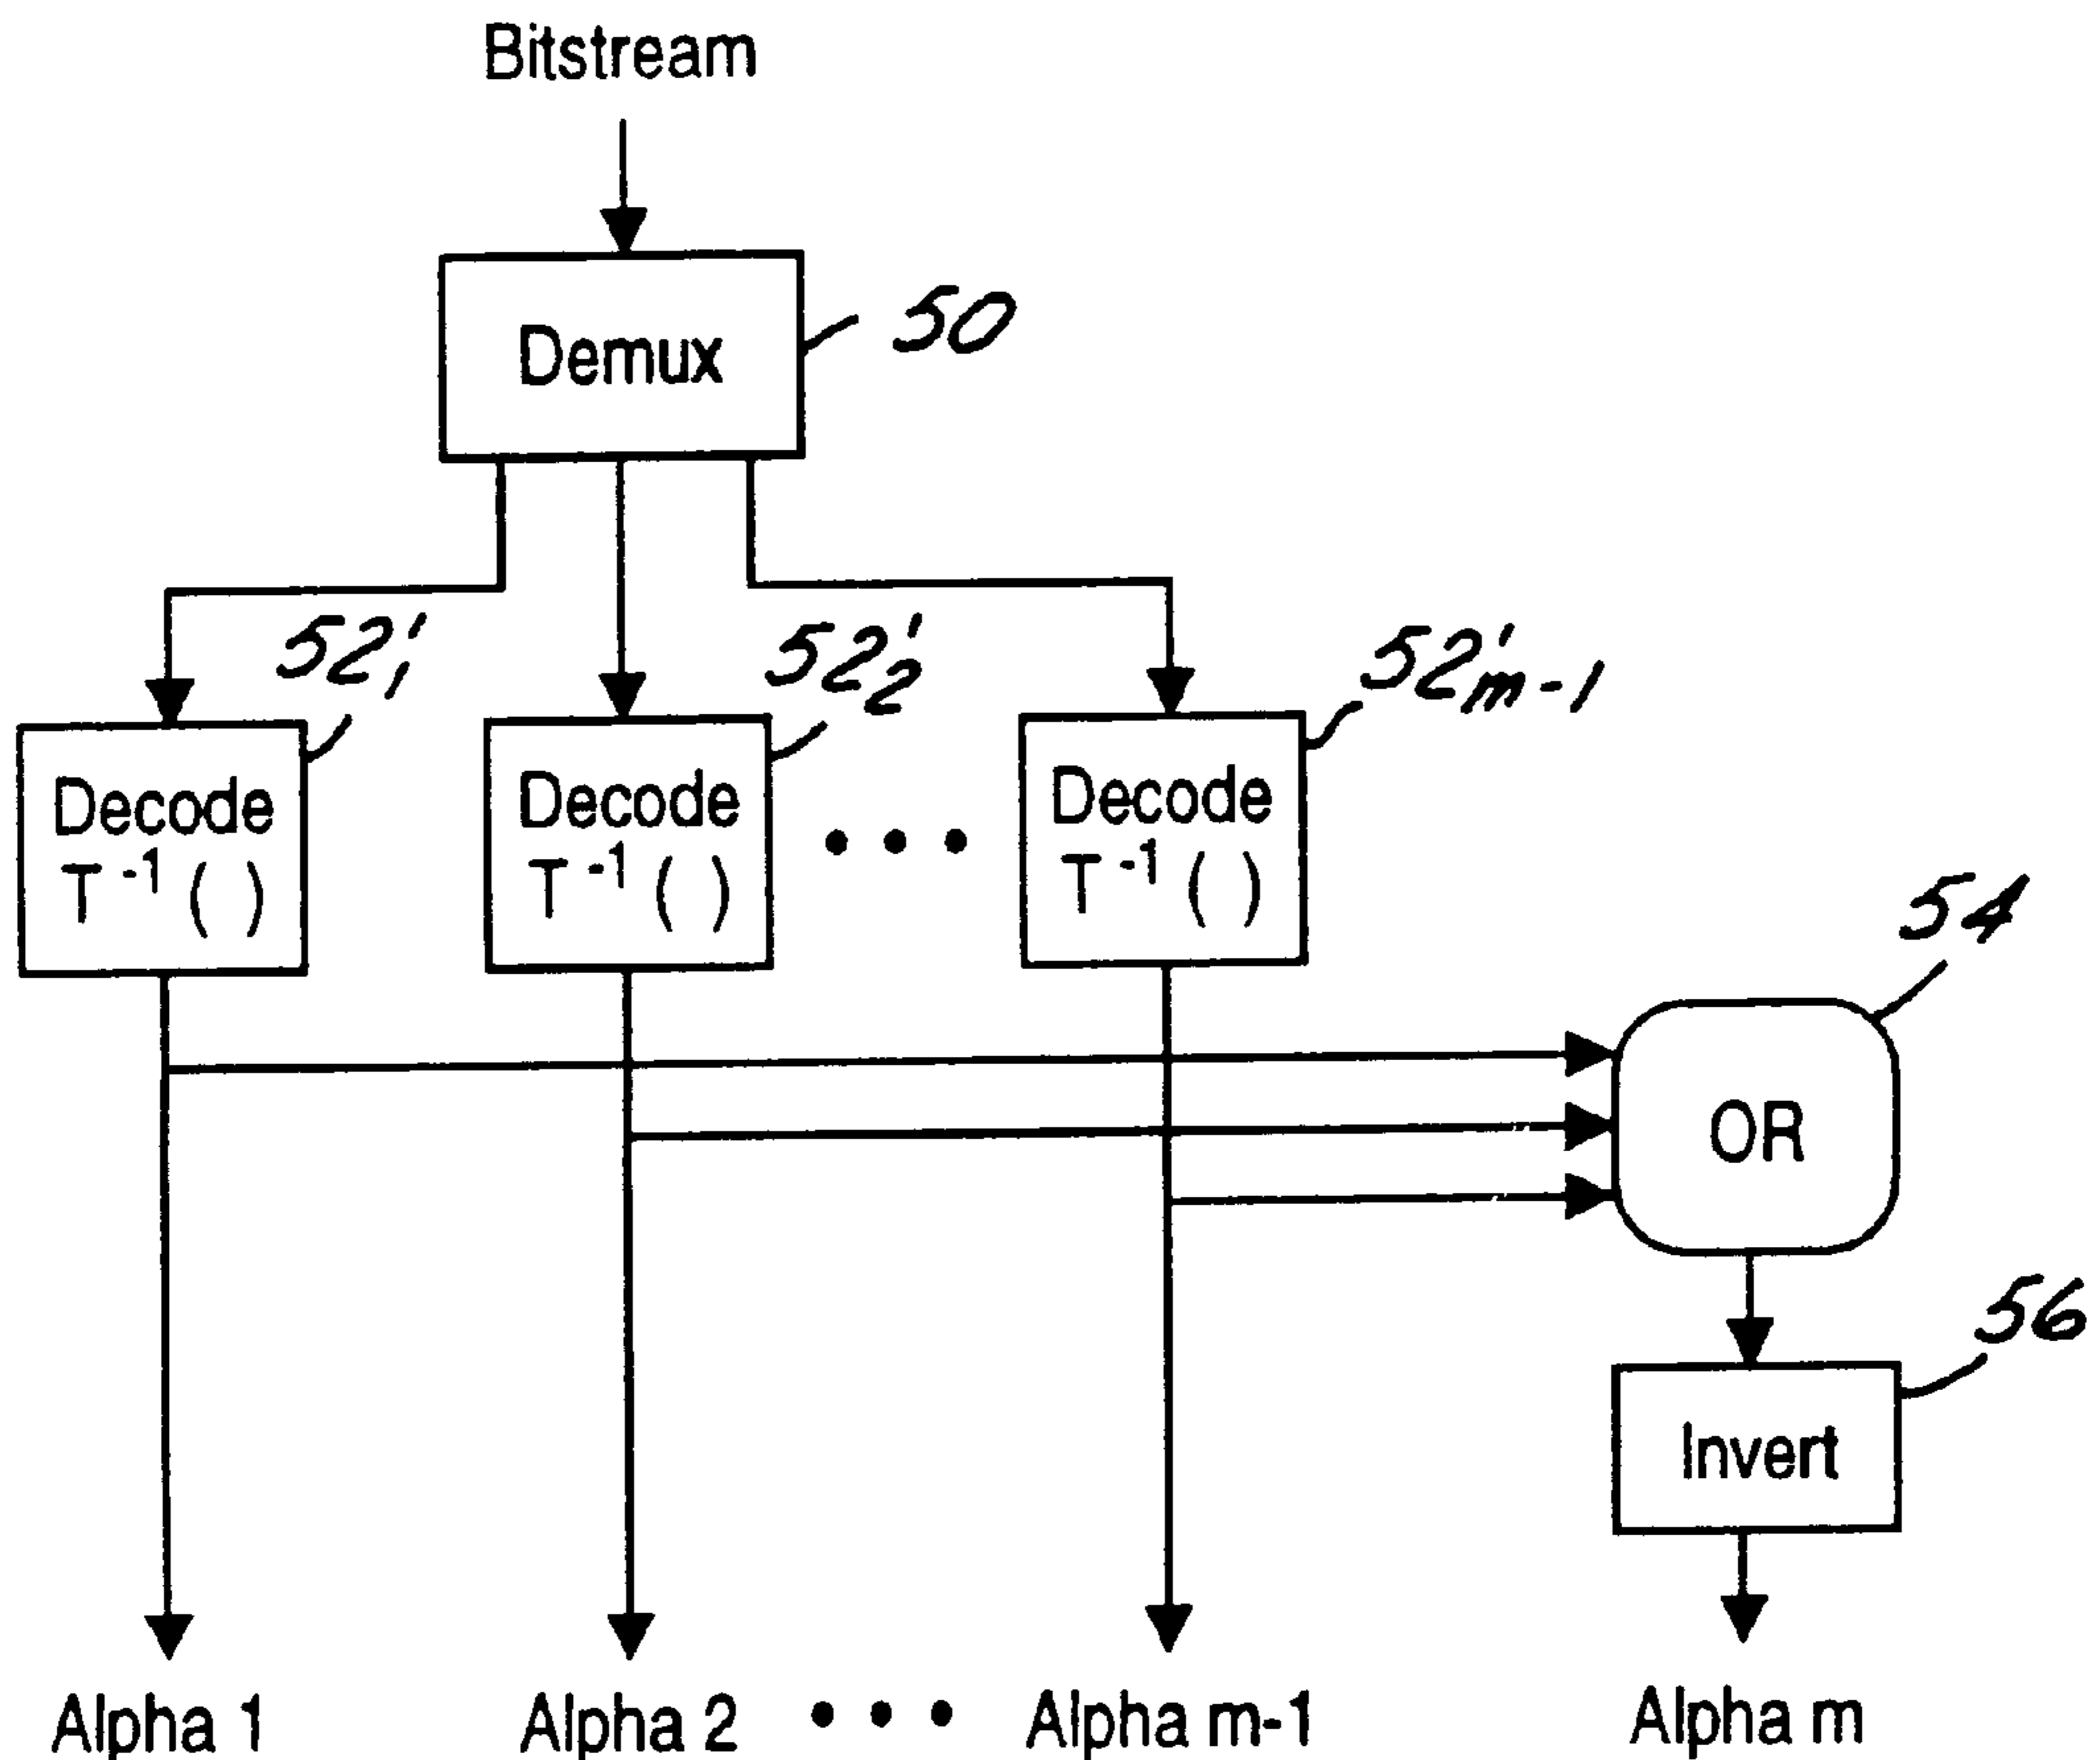 Bitstream
Demux
50
52'₁
52'₂
52'ₘ₋₁
Decode
T⁻¹( )
Decode
T⁻¹( )
• • •
Decode
T⁻¹( )
54
OR
56
Invert
Alpha 1
Alpha 2
• • •
Alpha m-1
Alpha m